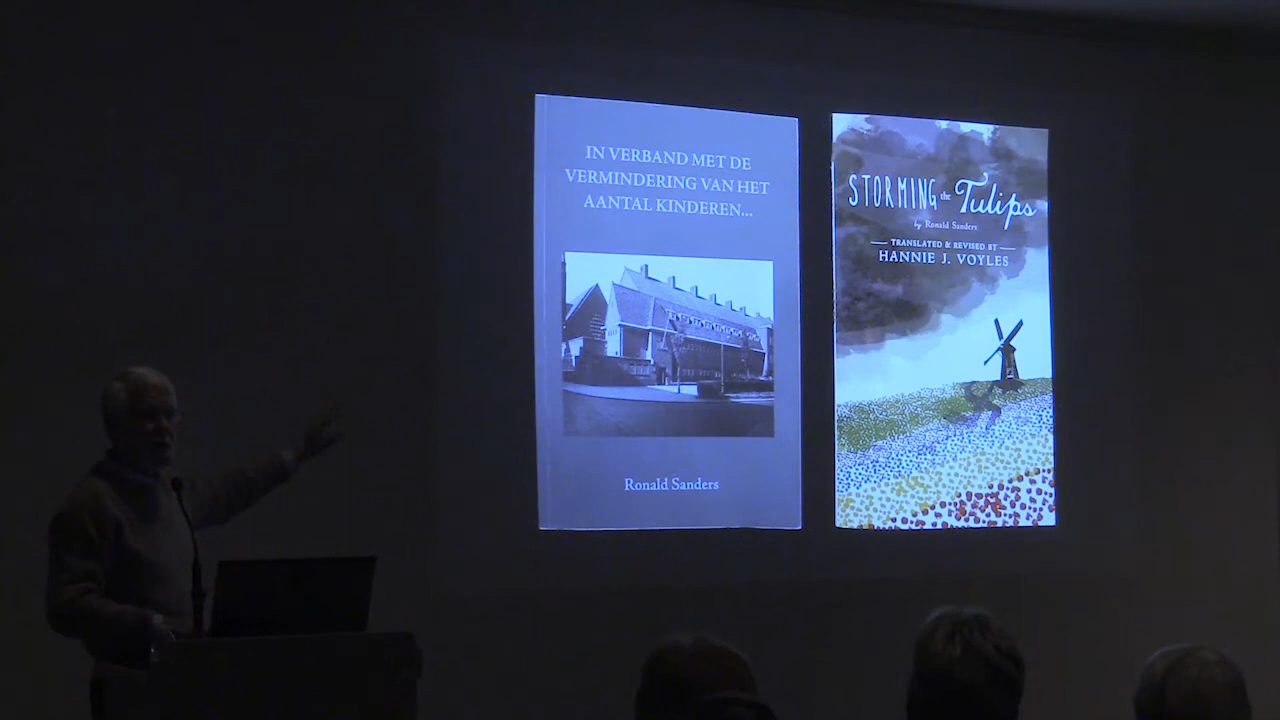 IN VERBAND MET DE
VERMINDERING VAN HET
AANTAL KINDEREN...
Ronald Sanders
STORMING the Tulips
by Ronald Sanders
TRANSLATED & REVISED BY
HANNIE J. VOYLES